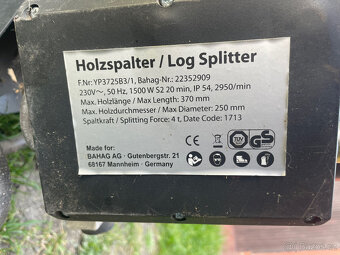 Holzspalter / Log Splitter
F.Nr: YP3725B3/1, Bahag-Nr.: 22352909
230V~, 50 Hz, 1500 W S2 20 min, IP 54, 2950/min
Max. Holzlänge / Max Length: 370 mm
Max. Holzdurchmesser / Max Diameter: 250 mm
Spaltkraft / Splitting Force: 4 t, Date Code: 1713
Made for:
BAHAG AG · Gutenbergstr. 21
68167 Mannheim · Germany
TÜV
GS